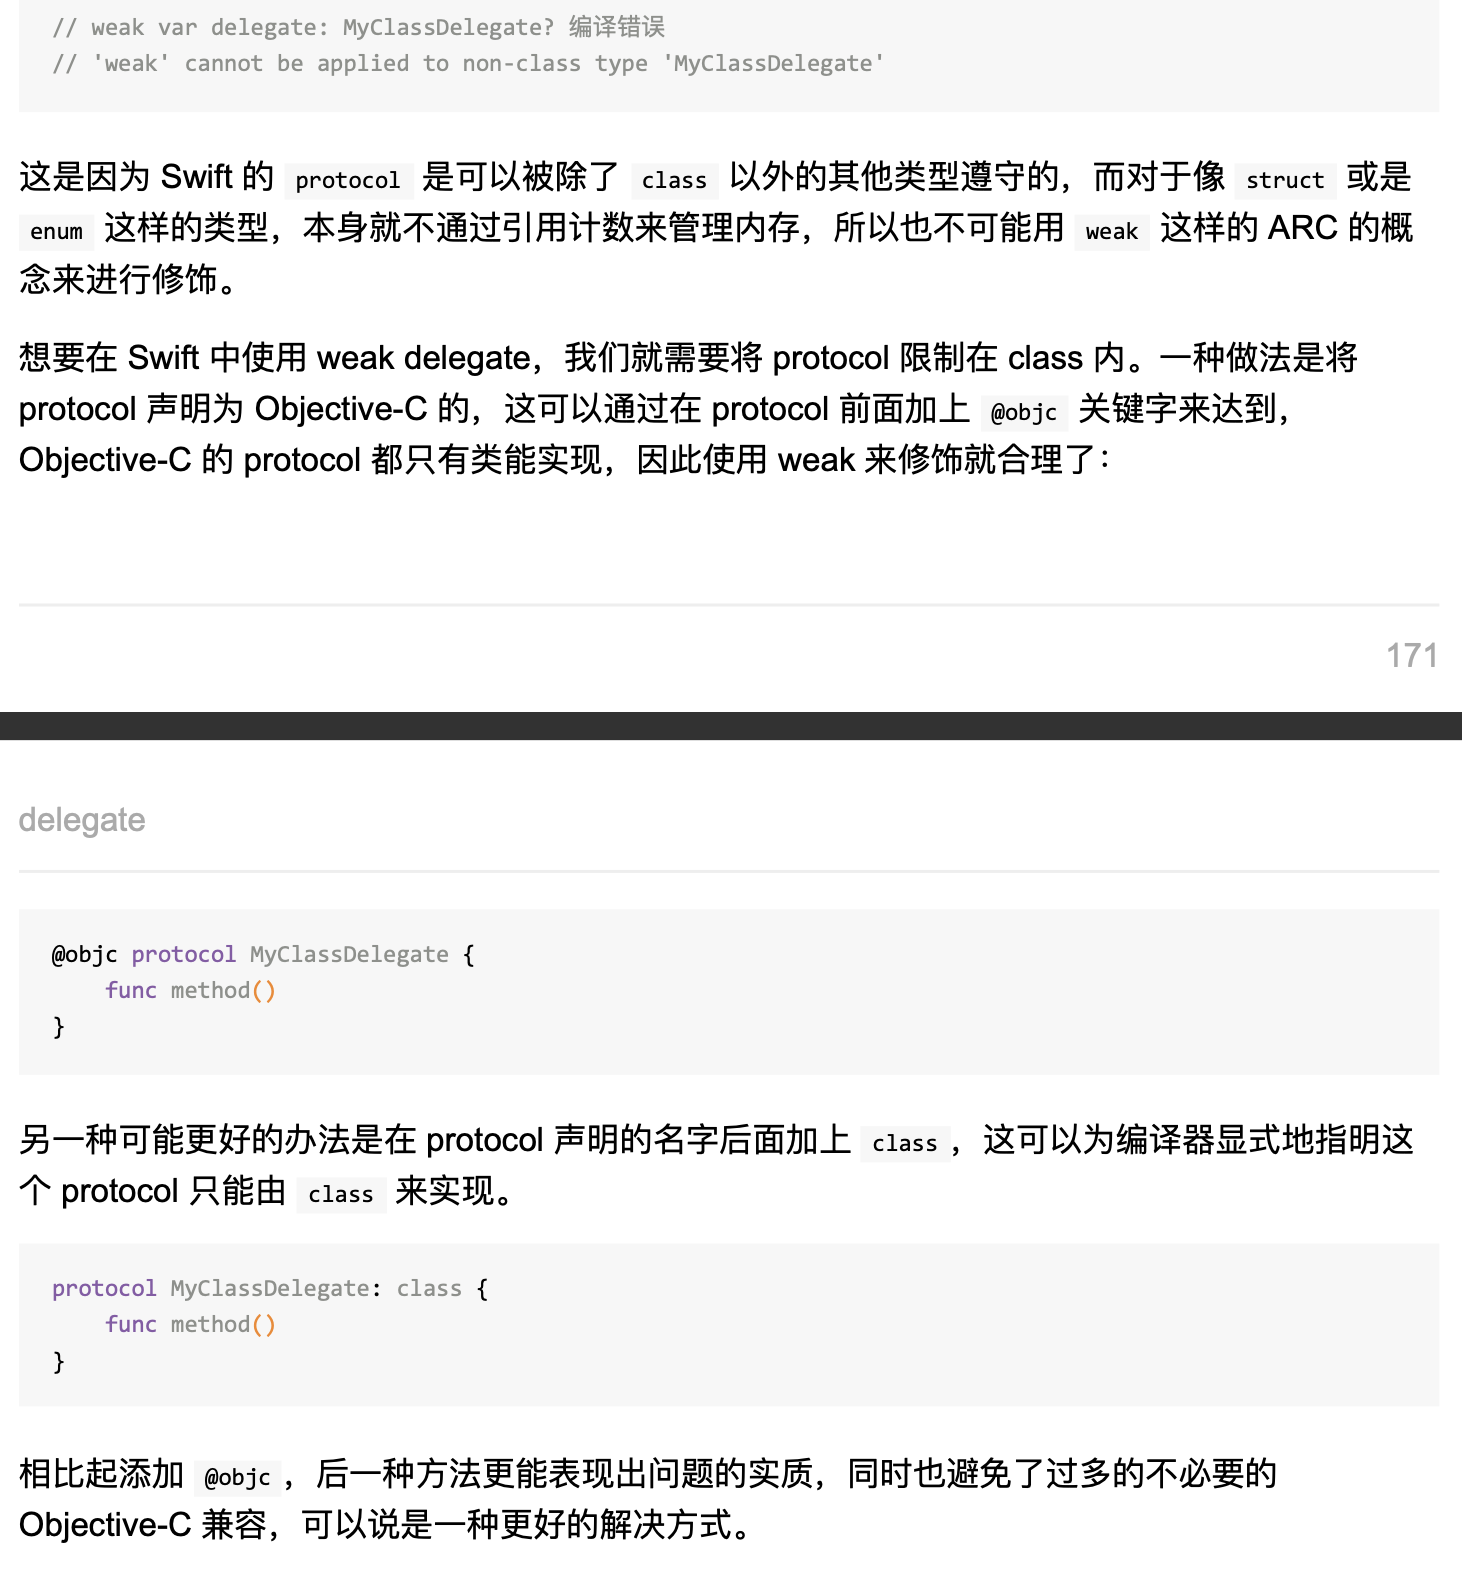 // weak var delegate: MyClassDelegate? 编译错误
// 'weak' cannot be applied to non-class type 'MyClassDelegate'
这是因为 Swift 的 protocol 是可以被除了 class 以外的其他类型遵守的，而对于像 struct 或是
enum 这样的类型，本身就不通过引用计数来管理内存，所以也不可能用 weak 这样的 ARC 的概
念来进行修饰。
想要在 Swift 中使用 weak delegate，我们就需要将 protocol 限制在 class 内。一种做法是将
protocol 声明为 Objective-C 的，这可以通过在 protocol 前面加上 @objc 关键字来达到，
Objective-C 的 protocol 都只有类能实现，因此使用 weak 来修饰就合理了：
171
delegate
@objc protocol MyClassDelegate {
    func method()
}
另一种可能更好的办法是在 protocol 声明的名字后面加上 class，这可以为编译器显式地指明这
个 protocol 只能由 class 来实现。
protocol MyClassDelegate: class {
    func method()
}
相比起添加 @objc，后一种方法更能表现出问题的实质，同时也避免了过多的不必要的
Objective-C 兼容，可以说是一种更好的解决方式。